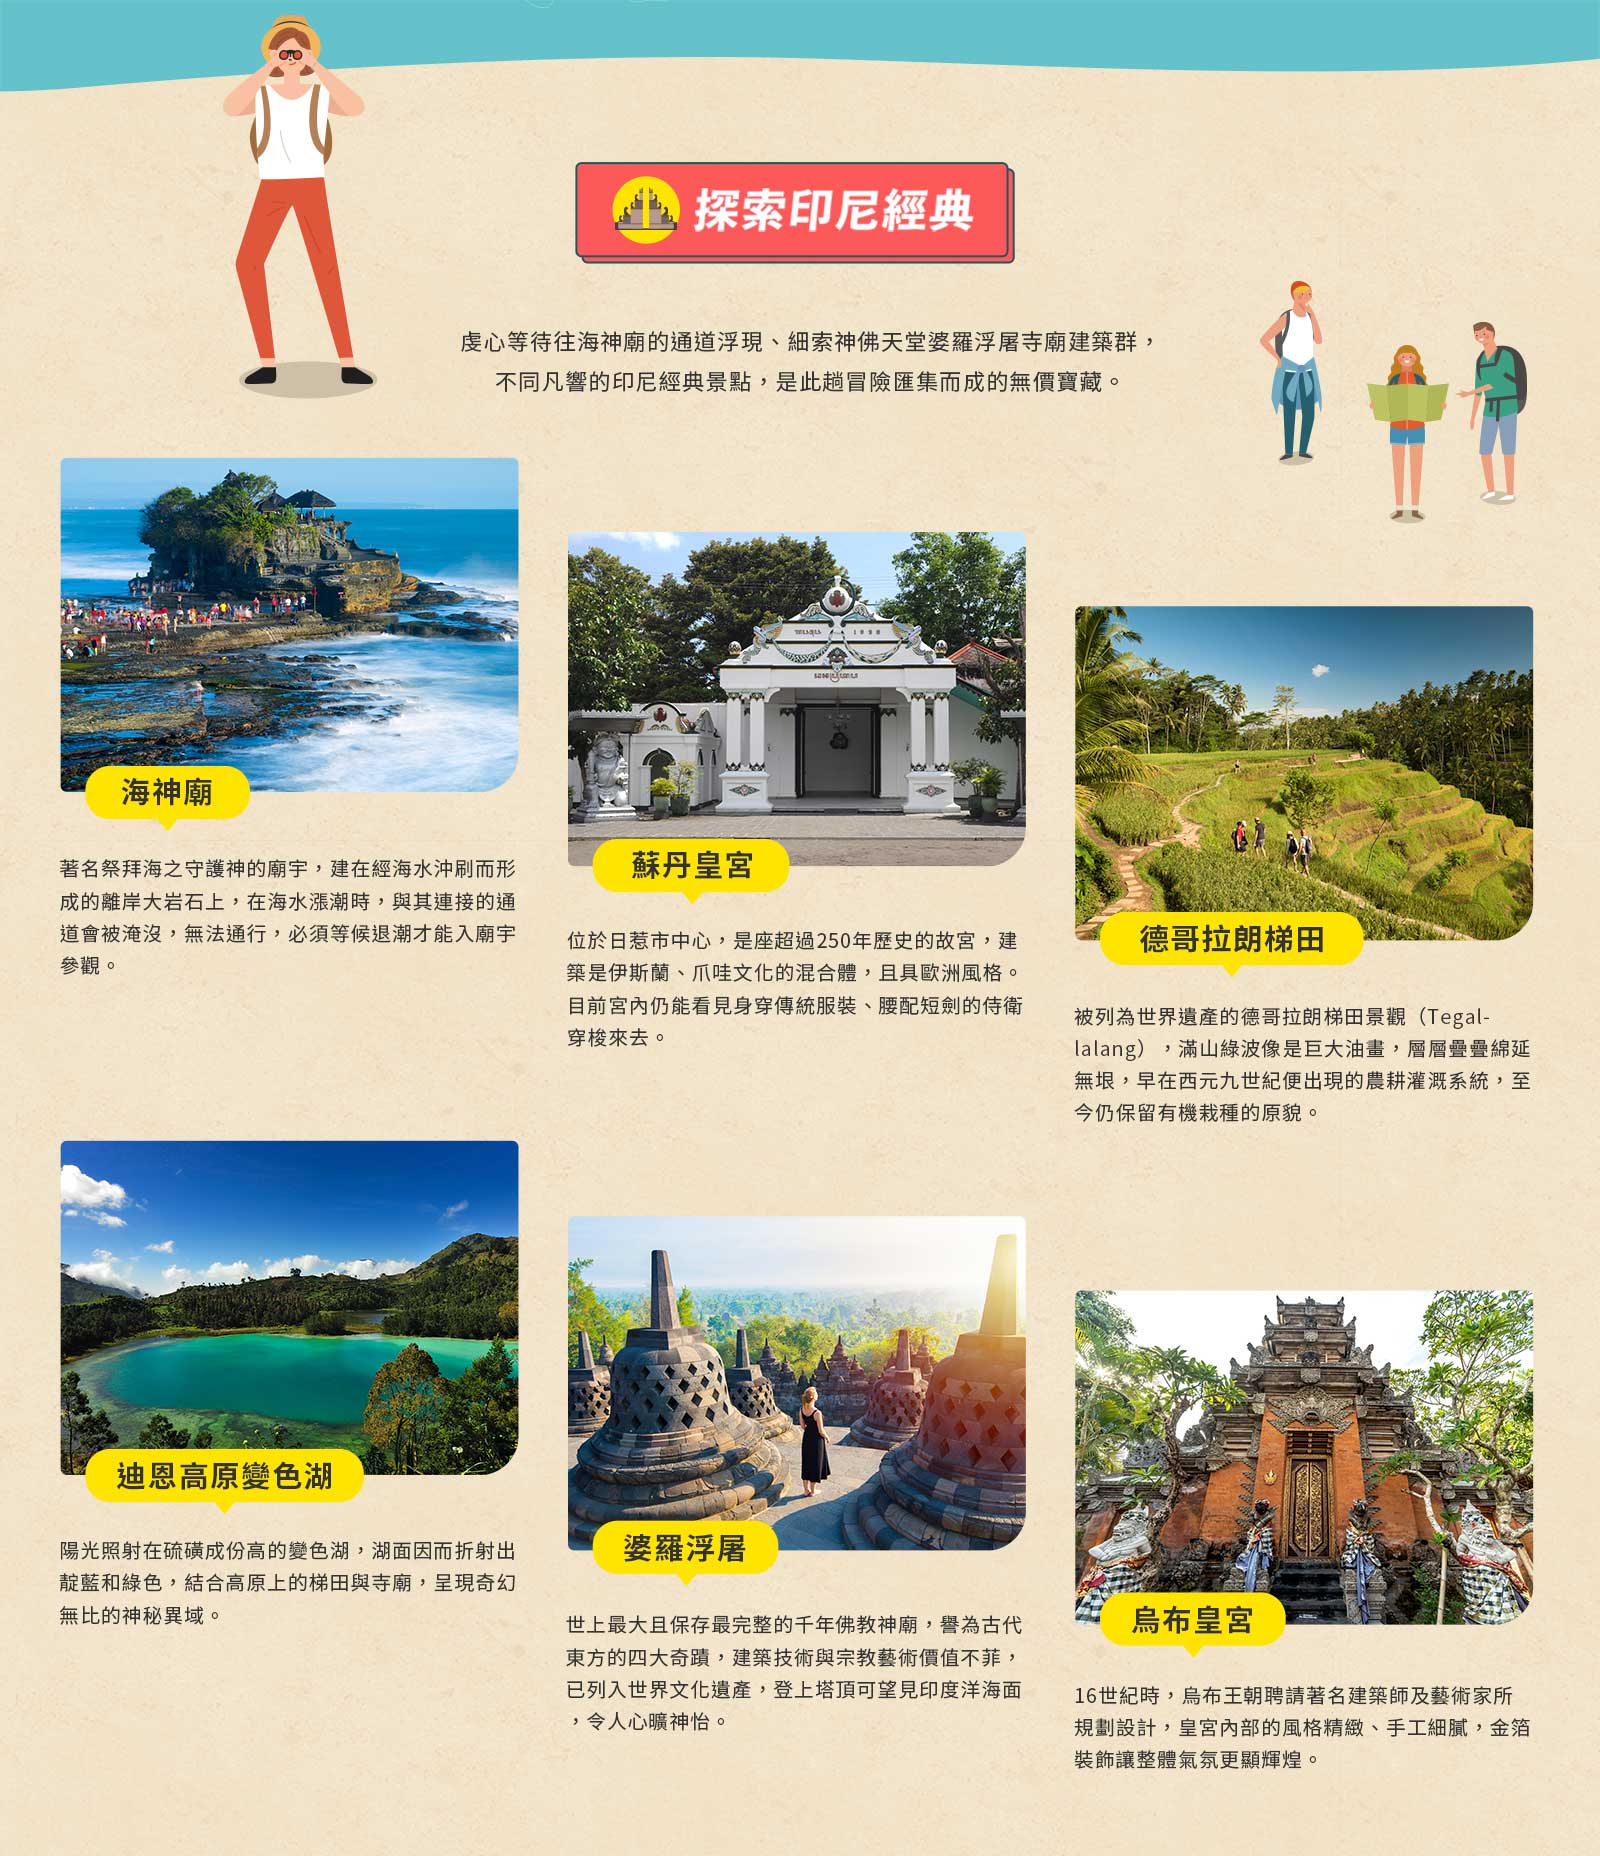 探索印尼經典
虔心等待往海神廟的通道浮現、細索神佛天堂婆羅浮屠寺廟建築群，
不同凡響的印尼經典景點，是此趟冒險匯集而成的無價寶藏。
海神廟
著名祭拜海之守護神的廟宇，建在經海水沖刷而形
成的離岸大岩石上，在海水漲潮時，與其連接的通
道會被淹沒，無法通行，必須等候退潮才能入廟宇
參觀。
蘇丹皇宮
位於日惹市中心，是座超過250年歷史的故宮，建
築是伊斯蘭、爪哇文化的混合體，且具歐洲風格。
目前宮內仍能看見身穿傳統服裝、腰配短劍的侍衛
穿梭來去。
德哥拉朗梯田
被列為世界遺產的德哥拉朗梯田景觀（Tegal-
lalang），滿山綠波像是巨大油畫，層層疊疊綿延
無垠，早在西元九世紀便出現的農耕灌溉系統，至
今仍保留有機栽種的原貌。
迪恩高原變色湖
陽光照射在硫磺成份高的變色湖，湖面因而折射出
靛藍和綠色，結合高原上的梯田與寺廟，呈現奇幻
無比的神秘異域。
婆羅浮屠
世上最大且保存最完整的千年佛教神廟，譽為古代
東方的四大奇蹟，建築技術與宗教藝術價值不菲，
已列入世界文化遺產，登上塔頂可望見印度洋海面
，令人心曠神怡。
烏布皇宮
16世紀時，烏布王朝聘請著名建築師及藝術家所
規劃設計，皇宮內部的風格精緻、手工細膩，金箔
裝飾讓整體氣氛更顯輝煌。